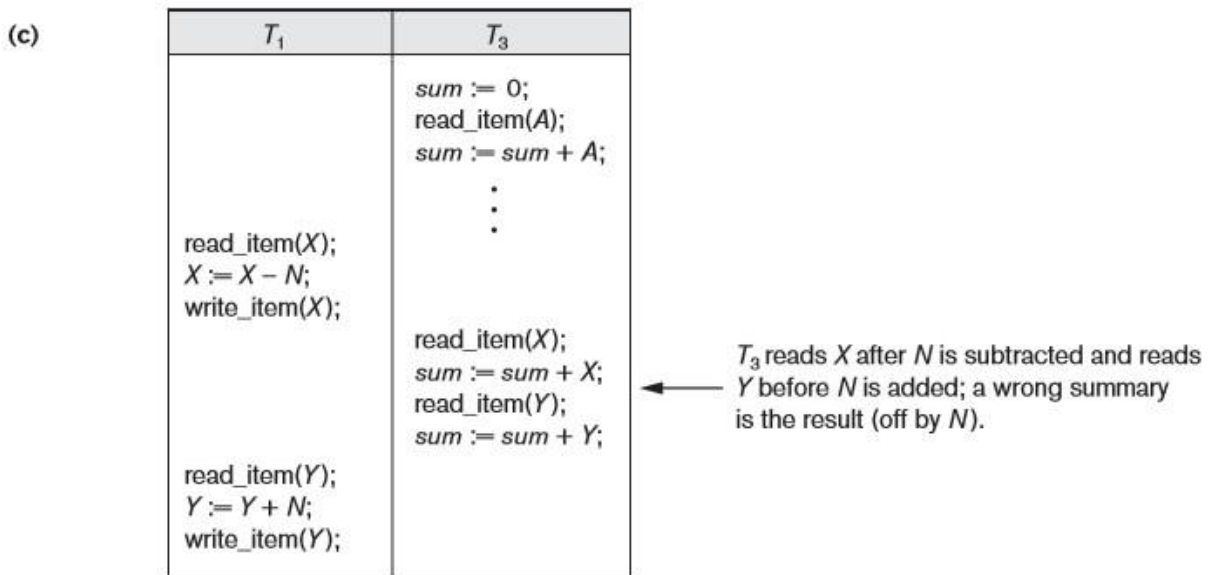 (c)
T1 T3
sum := 0;
read_item(A);
sum := sum + A;
read_item(X);
X := X – N;
write_item(X);
read_item(X);
sum := sum + X;
read_item(Y);
sum := sum + Y;
T3 reads X after N is subtracted and reads
Y before N is added; a wrong summary
is the result (off by N).
read_item(Y);
Y := Y + N;
write_item(Y);